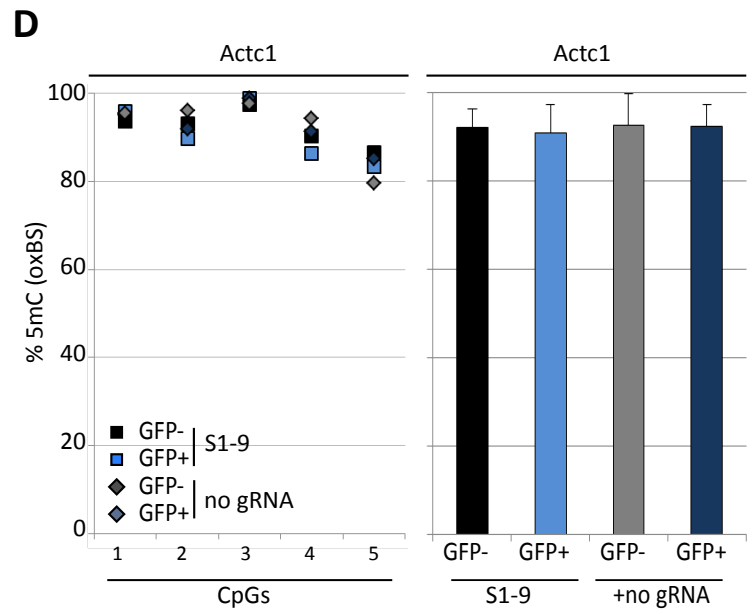 D
Actc1
Actc1
% 5mC (oxBS)
100
80
60
40
20
0
GFP-
GFP+
S1-9
GFP-
GFP+
no gRNA
1 2 3 4 5
CpGs
GFP- GFP+ GFP- GFP+
S1-9 +no gRNA